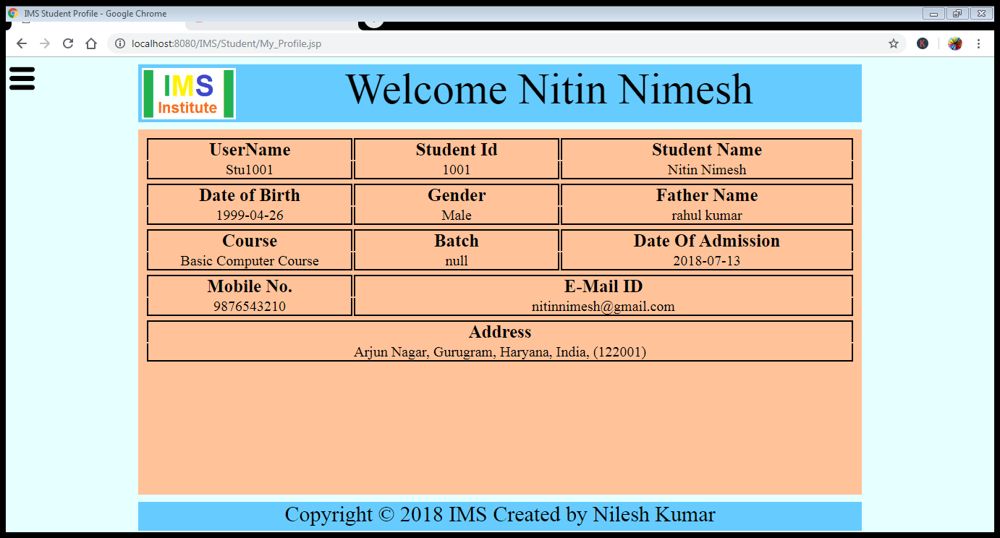 IMS Student Profile - Google Chrome
localhost:8080/IMS/Student/My_Profile.jsp
IMS
Institute
Welcome Nitin Nimesh
UserName Student Id Student Name
Stu1001 1001 Nitin Nimesh
Date of Birth Gender Father Name
1999-04-26 Male rahul kumar
Course Batch Date Of Admission
Basic Computer Course null 2018-07-13
Mobile No. E-Mail ID
9876543210 nitinnimesh@gmail.com
Address
Arjun Nagar, Gurugram, Haryana, India, (122001)
Copyright © 2018 IMS Created by Nilesh Kumar